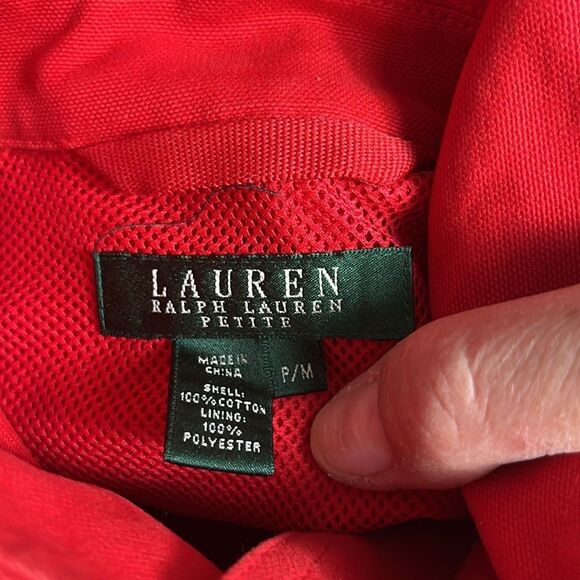 LAUREN
RALPH LAUREN
PETITE
MADE IN
CHINA
P/M
SHELL:
100% COTTON
LINING:
100%
POLYESTER